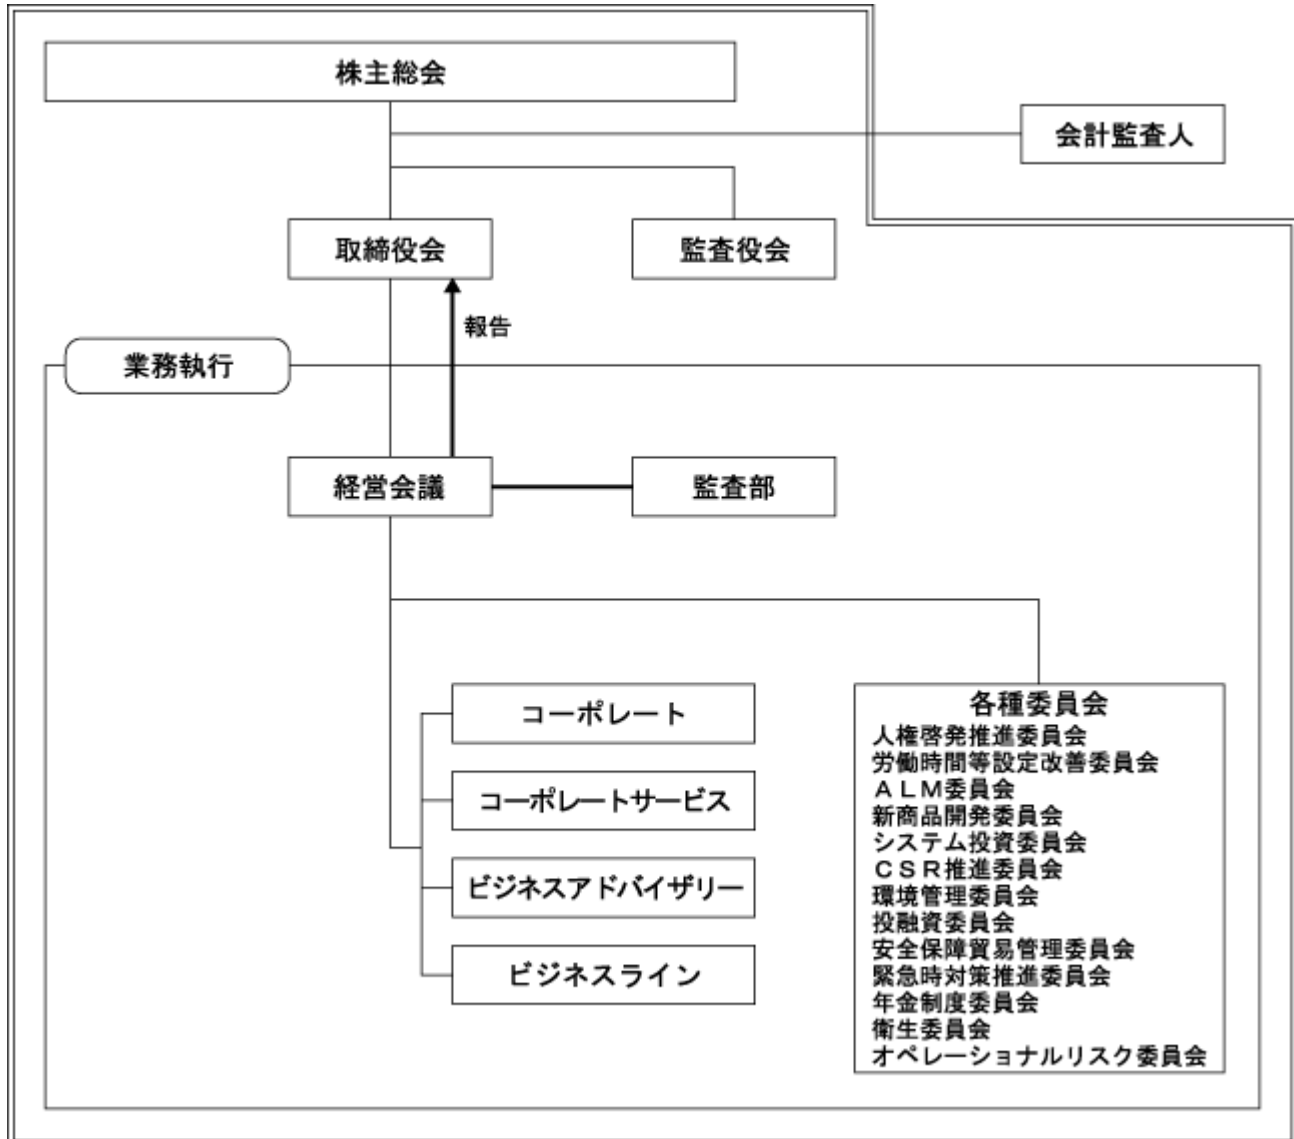 株主総会
会計監査人
取締役会
監査役会
報告
業務執行
経営会議
監査部
コーポレート
コーポレートサービス
ビジネスアドバイザリー
ビジネスライン
各種委員会
人権啓発推進委員会
労働時間等設定改善委員会
ＡＬＭ委員会
新商品開発委員会
システム投資委員会
ＣＳＲ推進委員会
環境管理委員会
投融資委員会
安全保障貿易管理委員会
緊急時対策推進委員会
年金制度委員会
衛生委員会
オペレーショナルリスク委員会